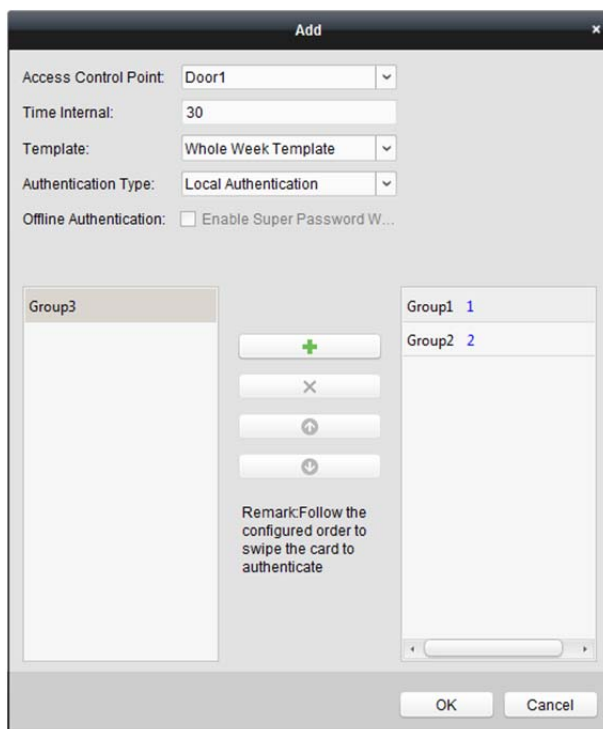 Add
Access Control Point: Door1
Time Internal: 30
Template: Whole Week Template
Authentication Type: Local Authentication
Offline Authentication: Enable Super Password W...
Group3
Group1 1
Group2 2
Remark:Follow the
configured order to
swipe the card to
authenticate
OK Cancel